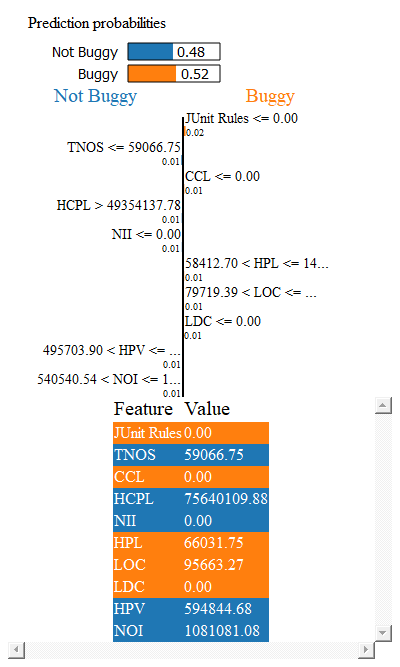 Prediction probabilities
Not Buggy 0.48
Buggy 0.52
Not Buggy Buggy
JUnit Rules <= 0.00
0.02
TNOS <= 59066.75
0.01
CCL <= 0.00
0.01
HCPL > 49354137.78
0.01
NII <= 0.00
0.01
58412.70 < HPL <= 14...
0.01
79719.39 < LOC <= ...
0.01
LDC <= 0.00
0.01
495703.90 < HPV <= ...
0.01
540540.54 < NOI <= 1...
0.01
Feature Value
JUnit Rules 0.00
TNOS 59066.75
CCL 0.00
HCPL 75640109.88
NII 0.00
HPL 66031.75
LOC 95663.27
LDC 0.00
HPV 594844.68
NOI 1081081.08